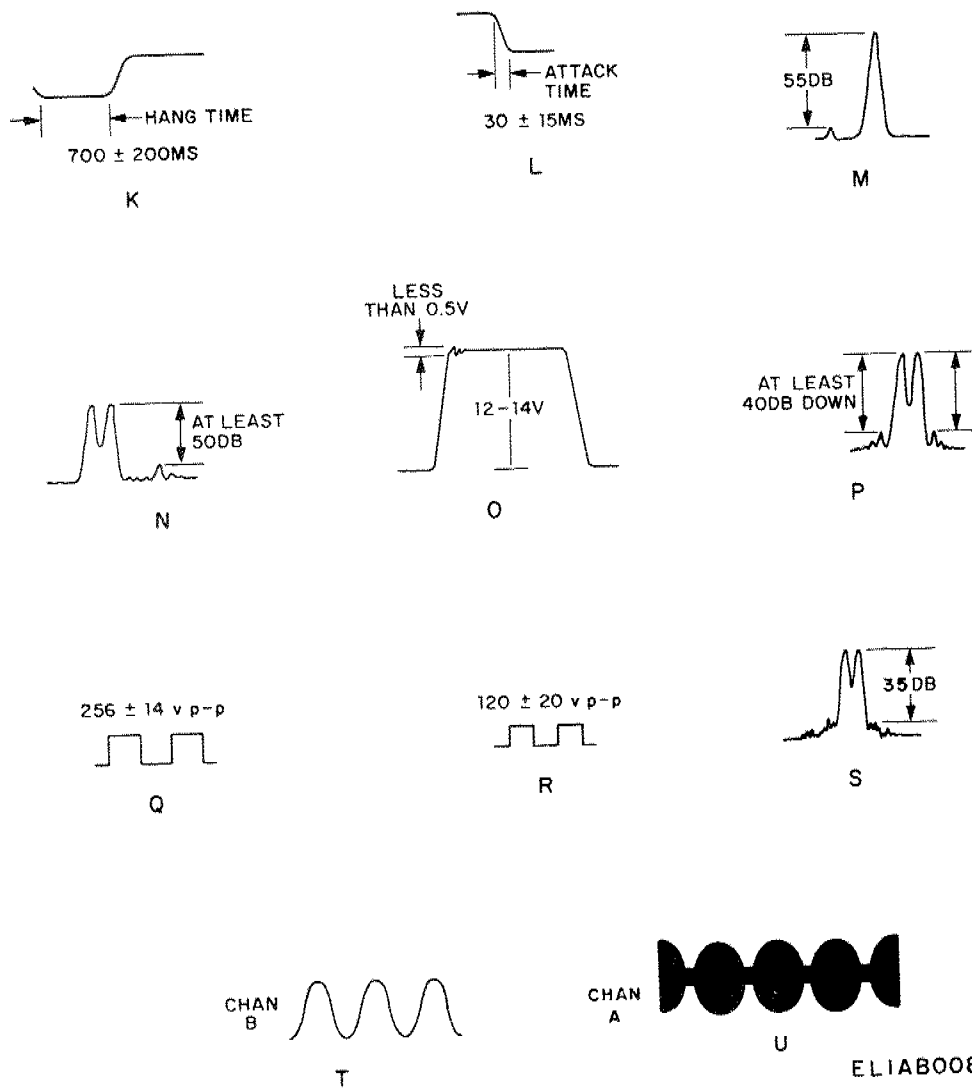 HANG TIME
700 ± 200MS
K
ATTACK
TIME
30 ± 15MS
L
55DB
M
AT LEAST
50DB
N
LESS
THAN 0.5V
12-14V
O
AT LEAST
40DB DOWN
P
256 ± 14 v p-p
Q
120 ± 20 v p-p
R
35DB
S
CHAN
B
T
CHAN
A
U
ELIAB008